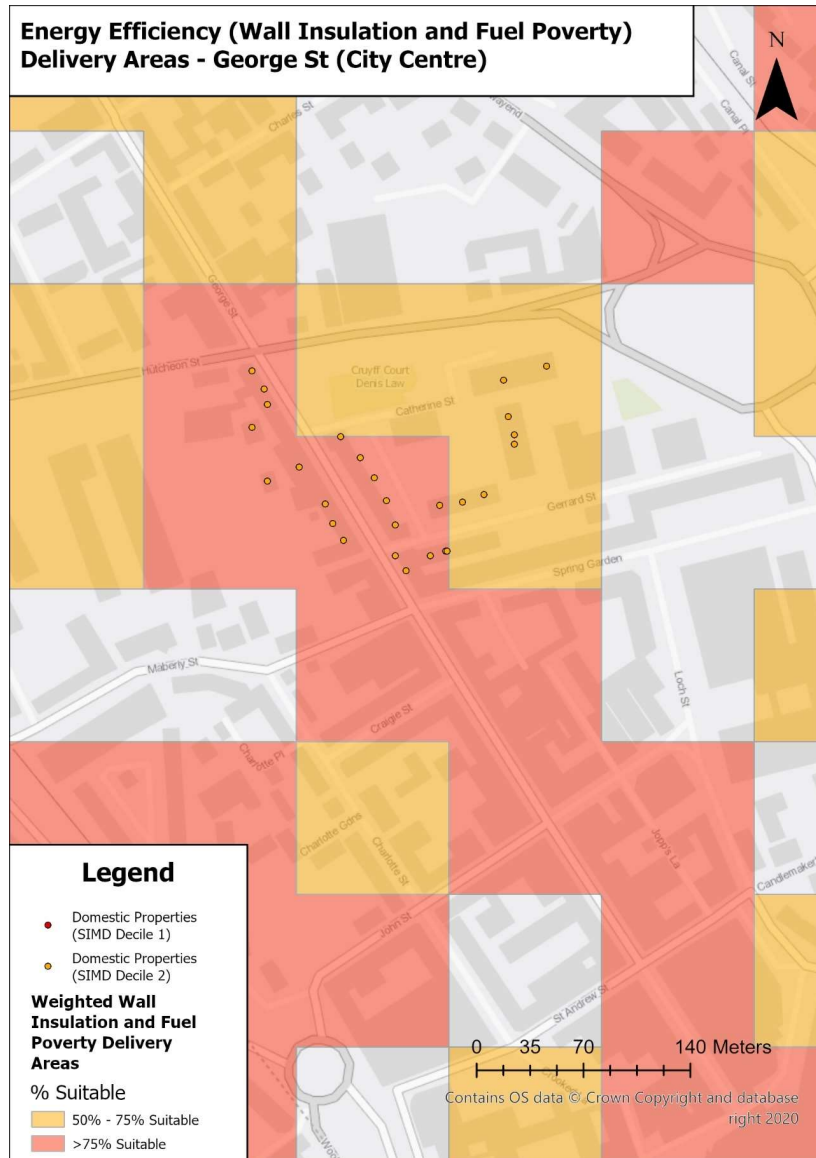 Energy Efficiency (Wall Insulation and Fuel Poverty)
Delivery Areas - George St (City Centre)
N
Canal St
Canal Pl
Charles St
George St
Hutcheon St
Cruyff Court
Denis Law
Catherine St
Gerrard St
Spring Garden
Maberly St
Loch St
Craigie St
Charlotte Pl
Charlotte Gdns
Charlotte St
Jopp's La
John St
St Andrew St
Legend
Domestic Properties
(SIMD Decile 1)
Domestic Properties
(SIMD Decile 2)
Weighted Wall
Insulation and Fuel
Poverty Delivery
Areas
% Suitable
50% - 75% Suitable
>75% Suitable
0 35 70 140 Meters
Contains OS data © Crown Copyright and database
right 2020